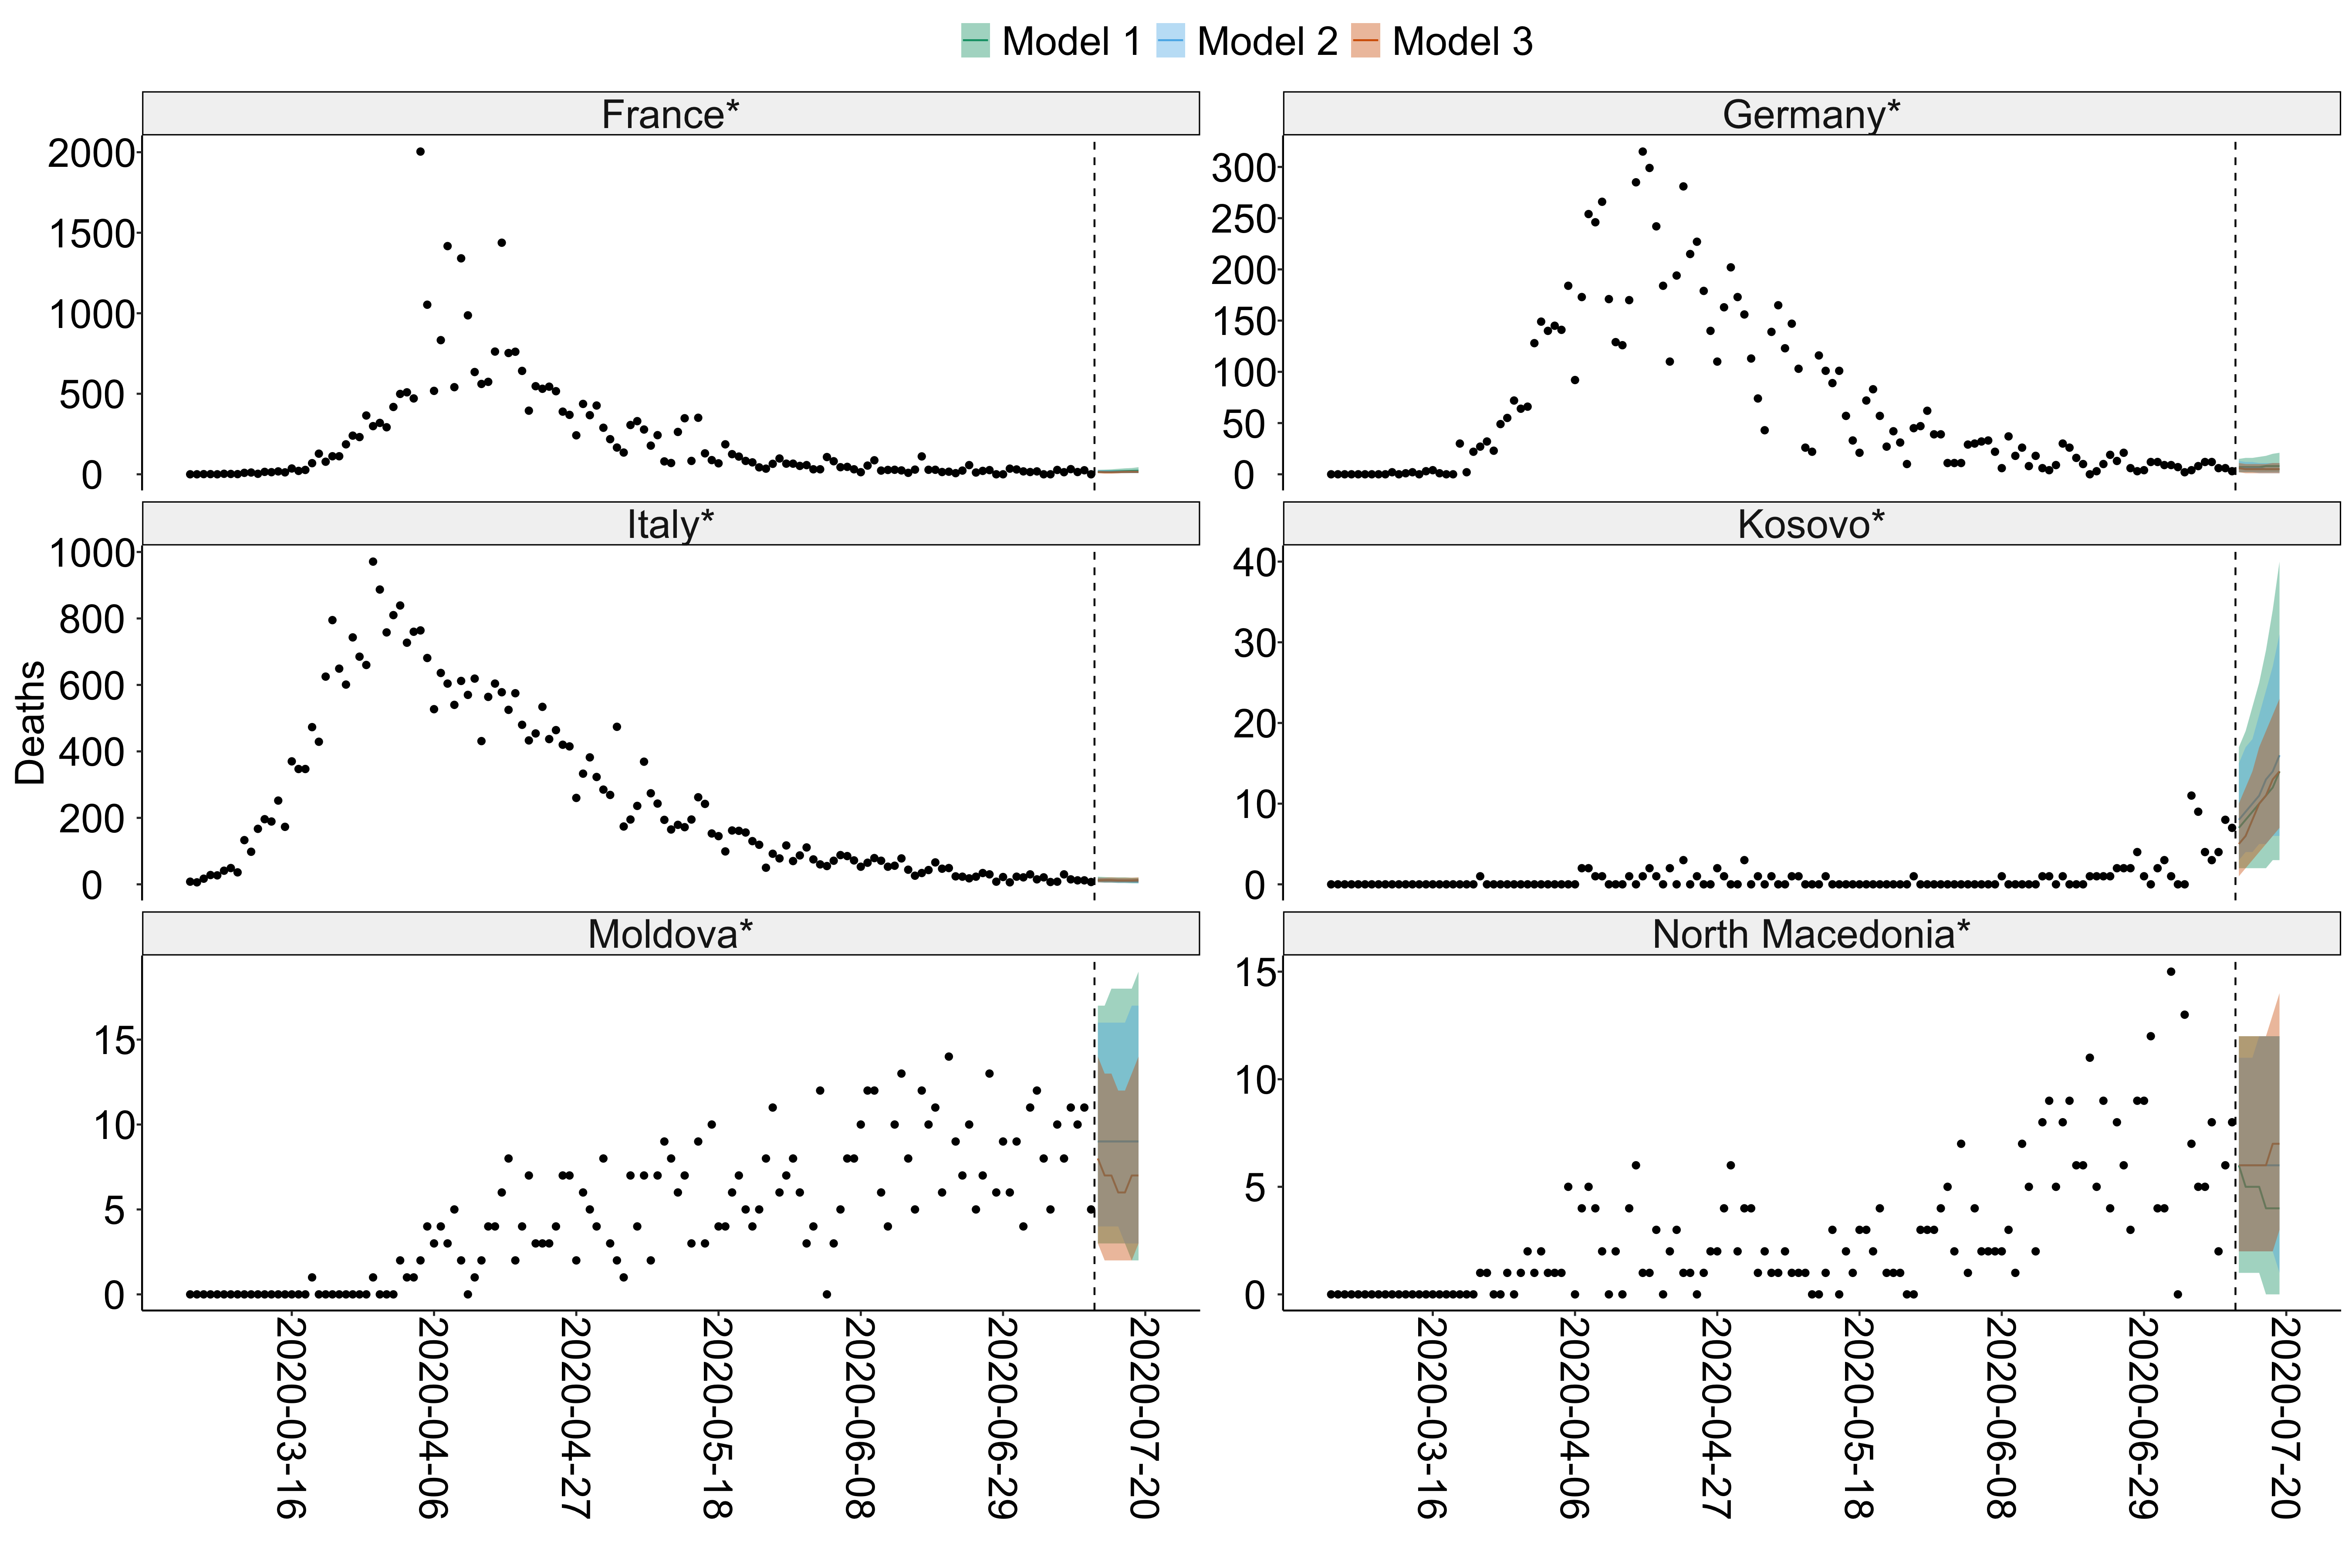 Model 1 Model 2 Model 3
France* Germany*
2000 1500 1000 500 0
300 250 200 150 100 50 0
Italy* Kosovo*
Deaths
1000 800 600 400 200 0
40 30 20 10 0
Moldova* North Macedonia*
15 10 5 0
15 10 5 0
2020-03-16 2020-04-06 2020-04-27 2020-05-18 2020-06-08 2020-06-29 2020-07-20
2020-03-16 2020-04-06 2020-04-27 2020-05-18 2020-06-08 2020-06-29 2020-07-20